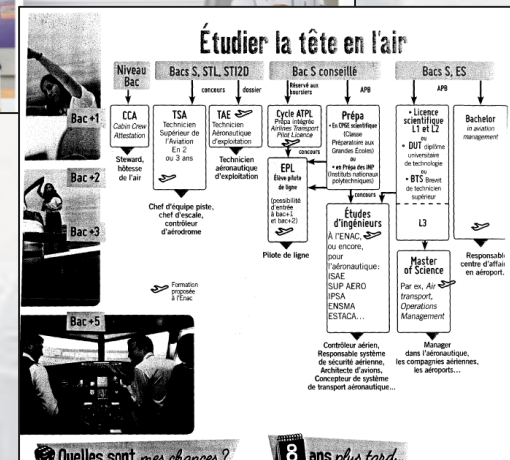 Étudier la tête en l'air
Niveau
Bac
Bacs S, STL, STI2D
Bac S conseillé
Bacs S, ES
concours
dossier
Réservé aux
boursiers
APB
APB
Bac +1
Bac +2
Bac +3
Bac +5
CCA
Cabin Crew
Attestation
Steward,
hôtesse
de l'air
TSA
Technicien
Supérieur de
l'Aviation
En 2
ou 3 ans
Chef d'équipe piste,
chef d'escale,
contrôleur
d'aérodrome
TAE
Technicien
Aéronautique
d'exploitation
Technicien
aéronautique
d'exploitation
Cycle ATPL
Prépa intégrée
Airlines Transport
Pilot Licence
concours
EPL
Élève pilote
de ligne
(possibilité
d'entrée
à bac+1
et bac+2)
Pilote de ligne
Prépa
• En CPGE scientifique
(Classe
Préparatoire aux
Grandes Écoles)
ou
• en Prépa des INP
(Instituts nationaux
polytechniques)
concours
Études
d'ingénieurs
À l'ENAC,
ou encore,
pour
l'aéronautique:
ISAE
SUP AERO
IPSA
ENSMA
ESTACA...
Contrôleur aérien,
Responsable système
de sécurité aérienne,
Architecte d'avions,
Concepteur de système
de transport aéronautique...
• Licence
scientifique
L1 et L2
ou
• DUT diplôme
universitaire
de technologie
ou
• BTS Brevet
de technicien
supérieur
L3
Master
of Science
Par ex, Air
transport,
Operations
Management
Manager
dans l'aéronautique,
les compagnies aériennes,
les aéroports...
Bachelor
in aviation
management
Responsabl
centre d'affai
en aéroport.
Formation
proposée
à l'Enac
Quelles sont mes chances ?
8 ans plus tard...